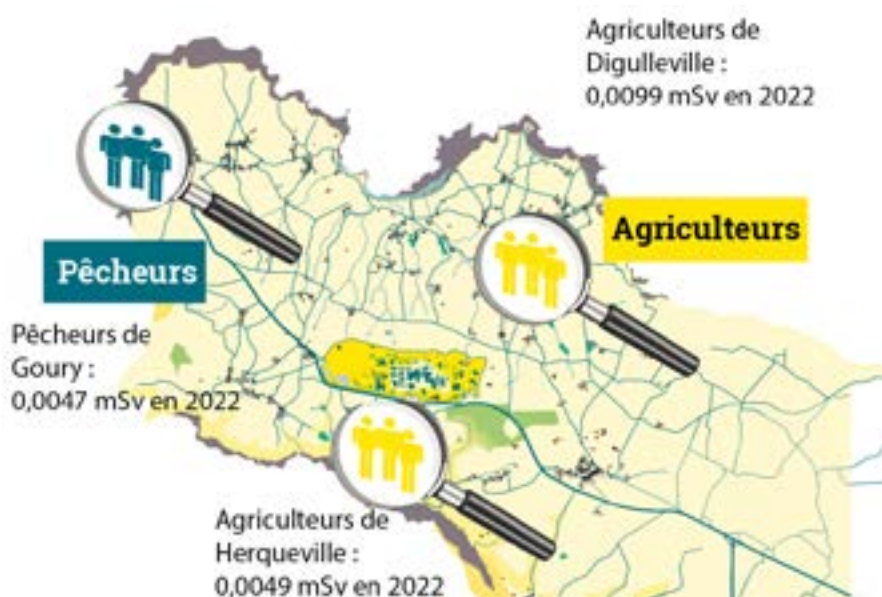 Agriculteurs de
Digulleville :
0,0099 mSv en 2022
Agriculteurs
Pêcheurs
Pêcheurs de
Goury :
0,0047 mSv en 2022
Agriculteurs de
Herqueville :
0,0049 mSv en 2022